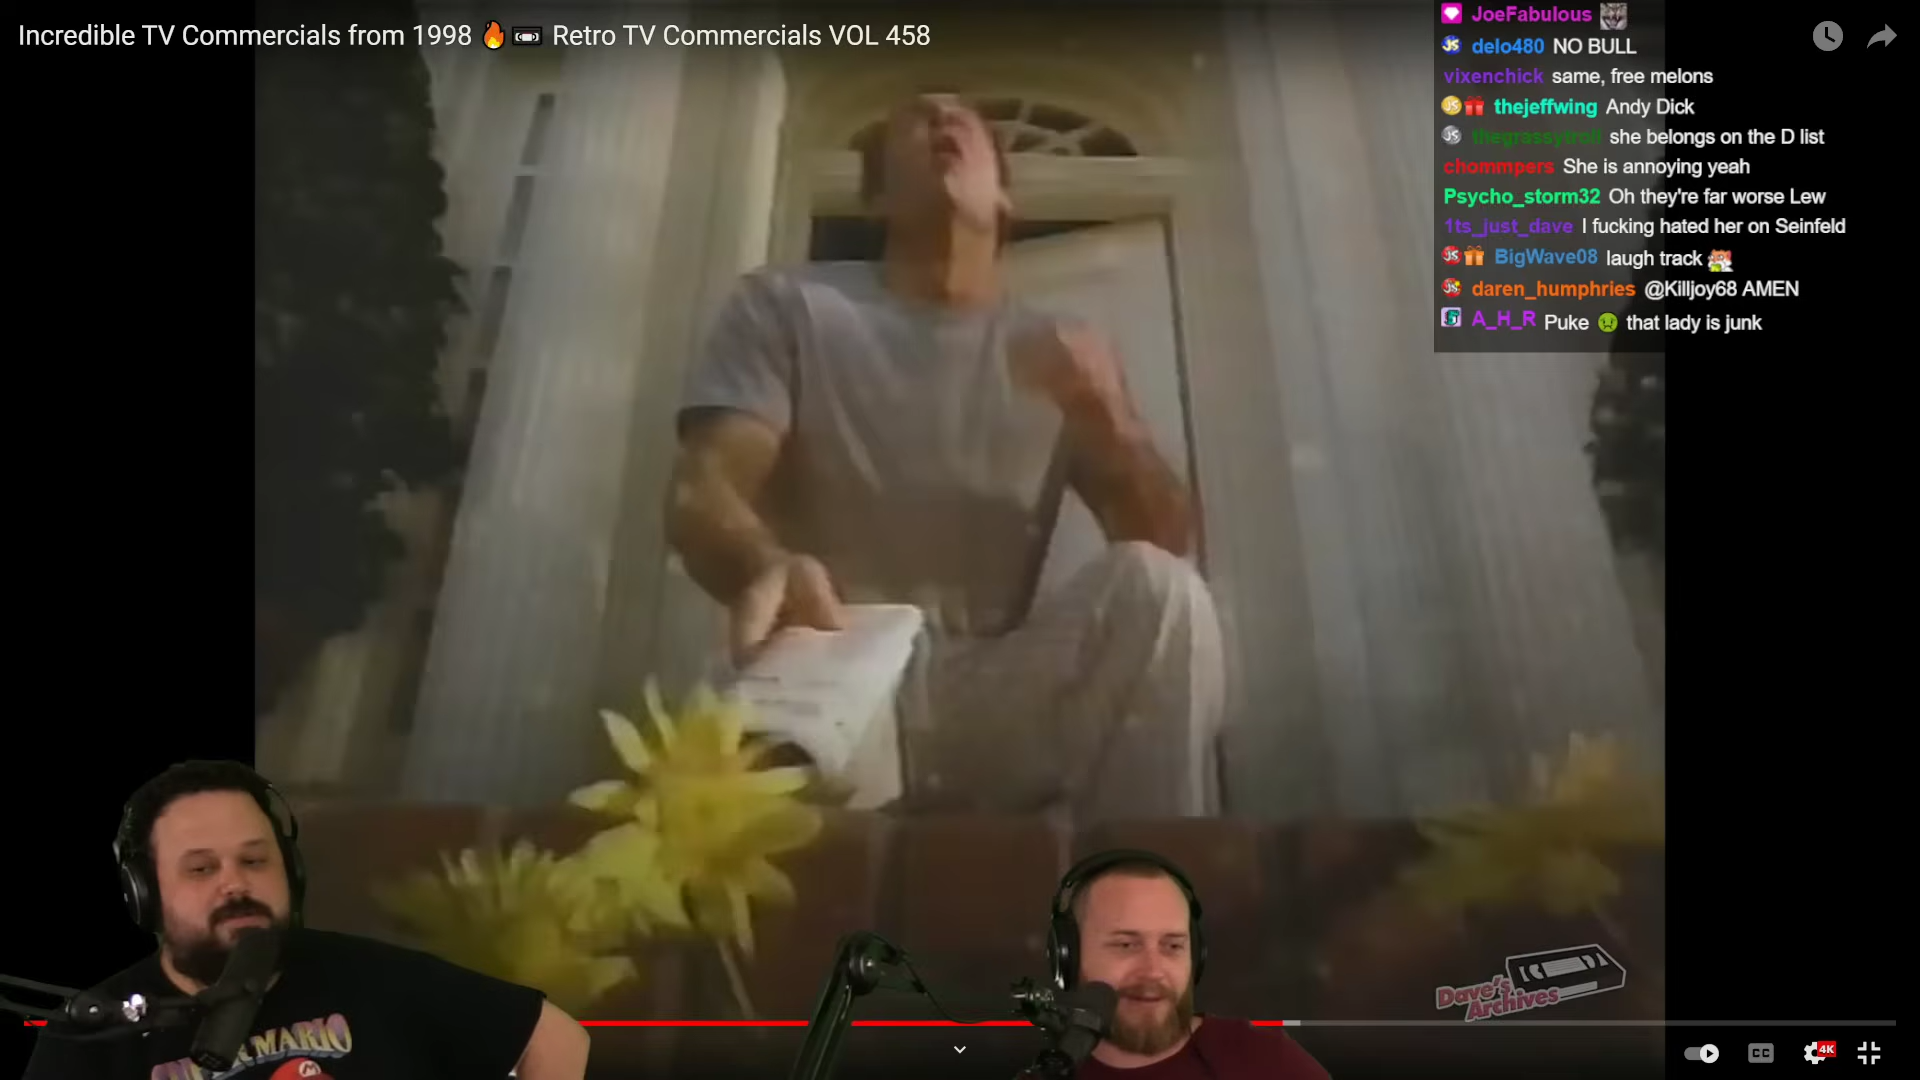 Incredible TV Commercials from 1998 🔥📼 Retro TV Commercials VOL 458
JoeFabulous
delo480 NO BULL
vixenchick same, free melons
thejeffwing Andy Dick
thegrassytroll she belongs on the D list
chommpers She is annoying yeah
Psycho_storm32 Oh they're far worse Lew
1ts_just_dave I fucking hated her on Seinfeld
BigWave08 laugh track
daren_humphries @Killjoy68 AMEN
A_H_R Puke 🤢 that lady is junk
Dave's
Archives
MARIO
CC
4K